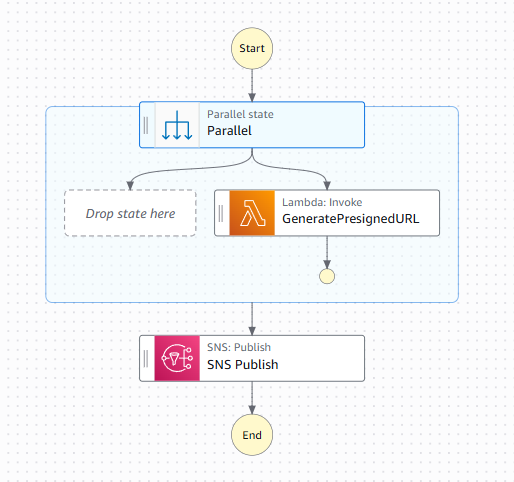 Start
Parallel state
Parallel
Drop state here
Lambda: Invoke
GeneratePresignedURL
SNS: Publish
SNS Publish
End